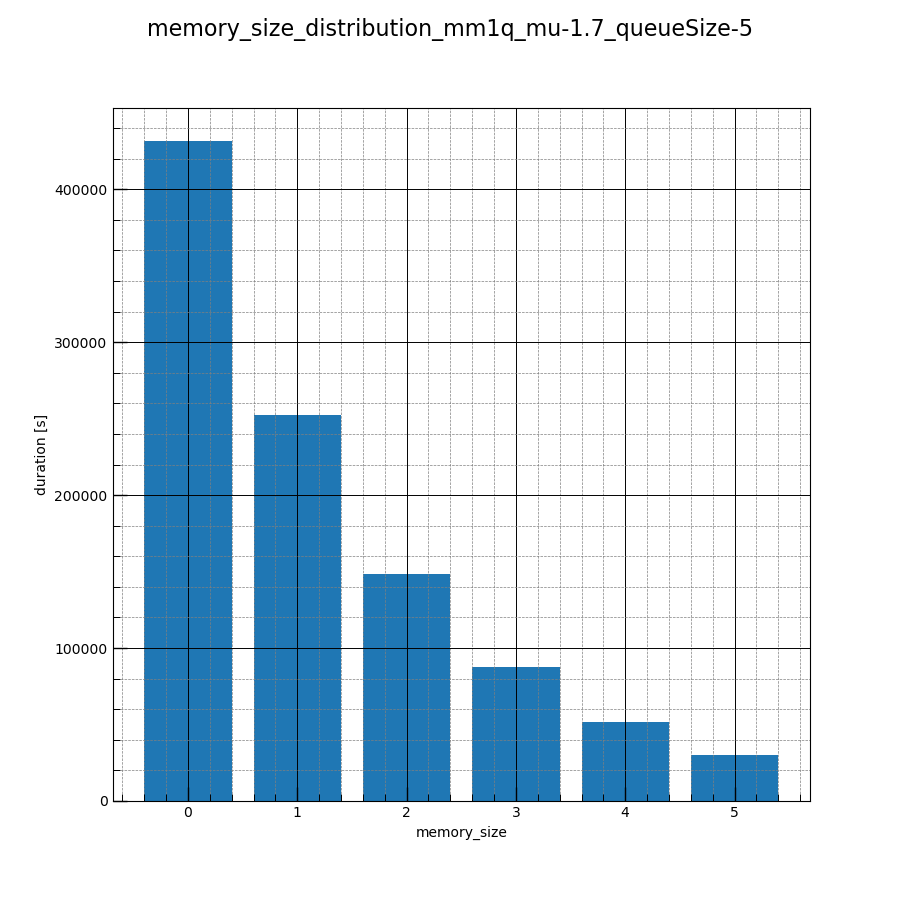 memory_size_distribution_mm1q_mu-1.7_queueSize-5
400000
300000
200000
100000
0
duration [s]
0 1 2 3 4 5
memory_size